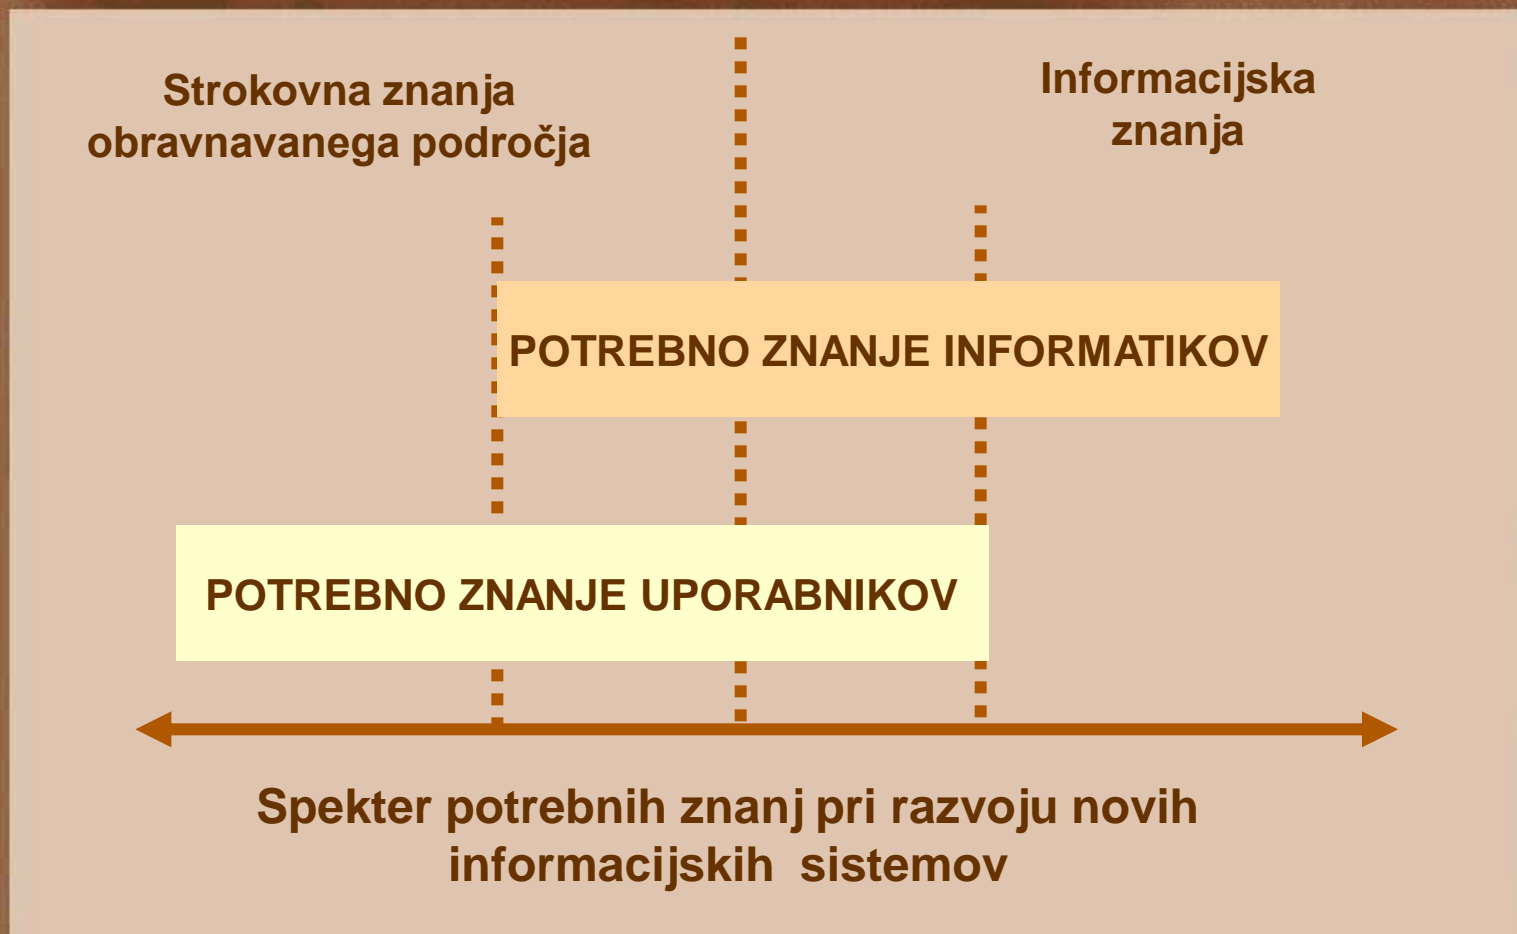 Strokovna znanja
obravnavanega področja
Informacijska
znanja
POTREBNO ZNANJE INFORMATIKOV
POTREBNO ZNANJE UPORABNIKOV
Spekter potrebnih znanj pri razvoju novih
informacijskih sistemov